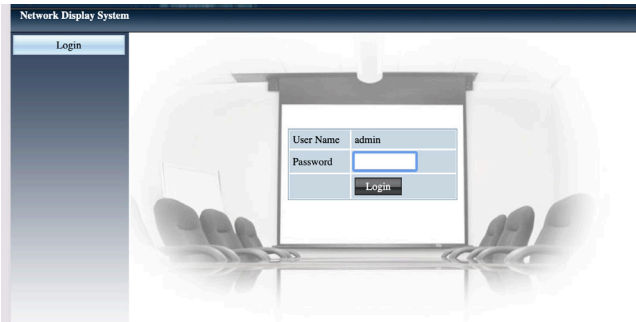 Network Display System
Login
User Name admin
Password
Login